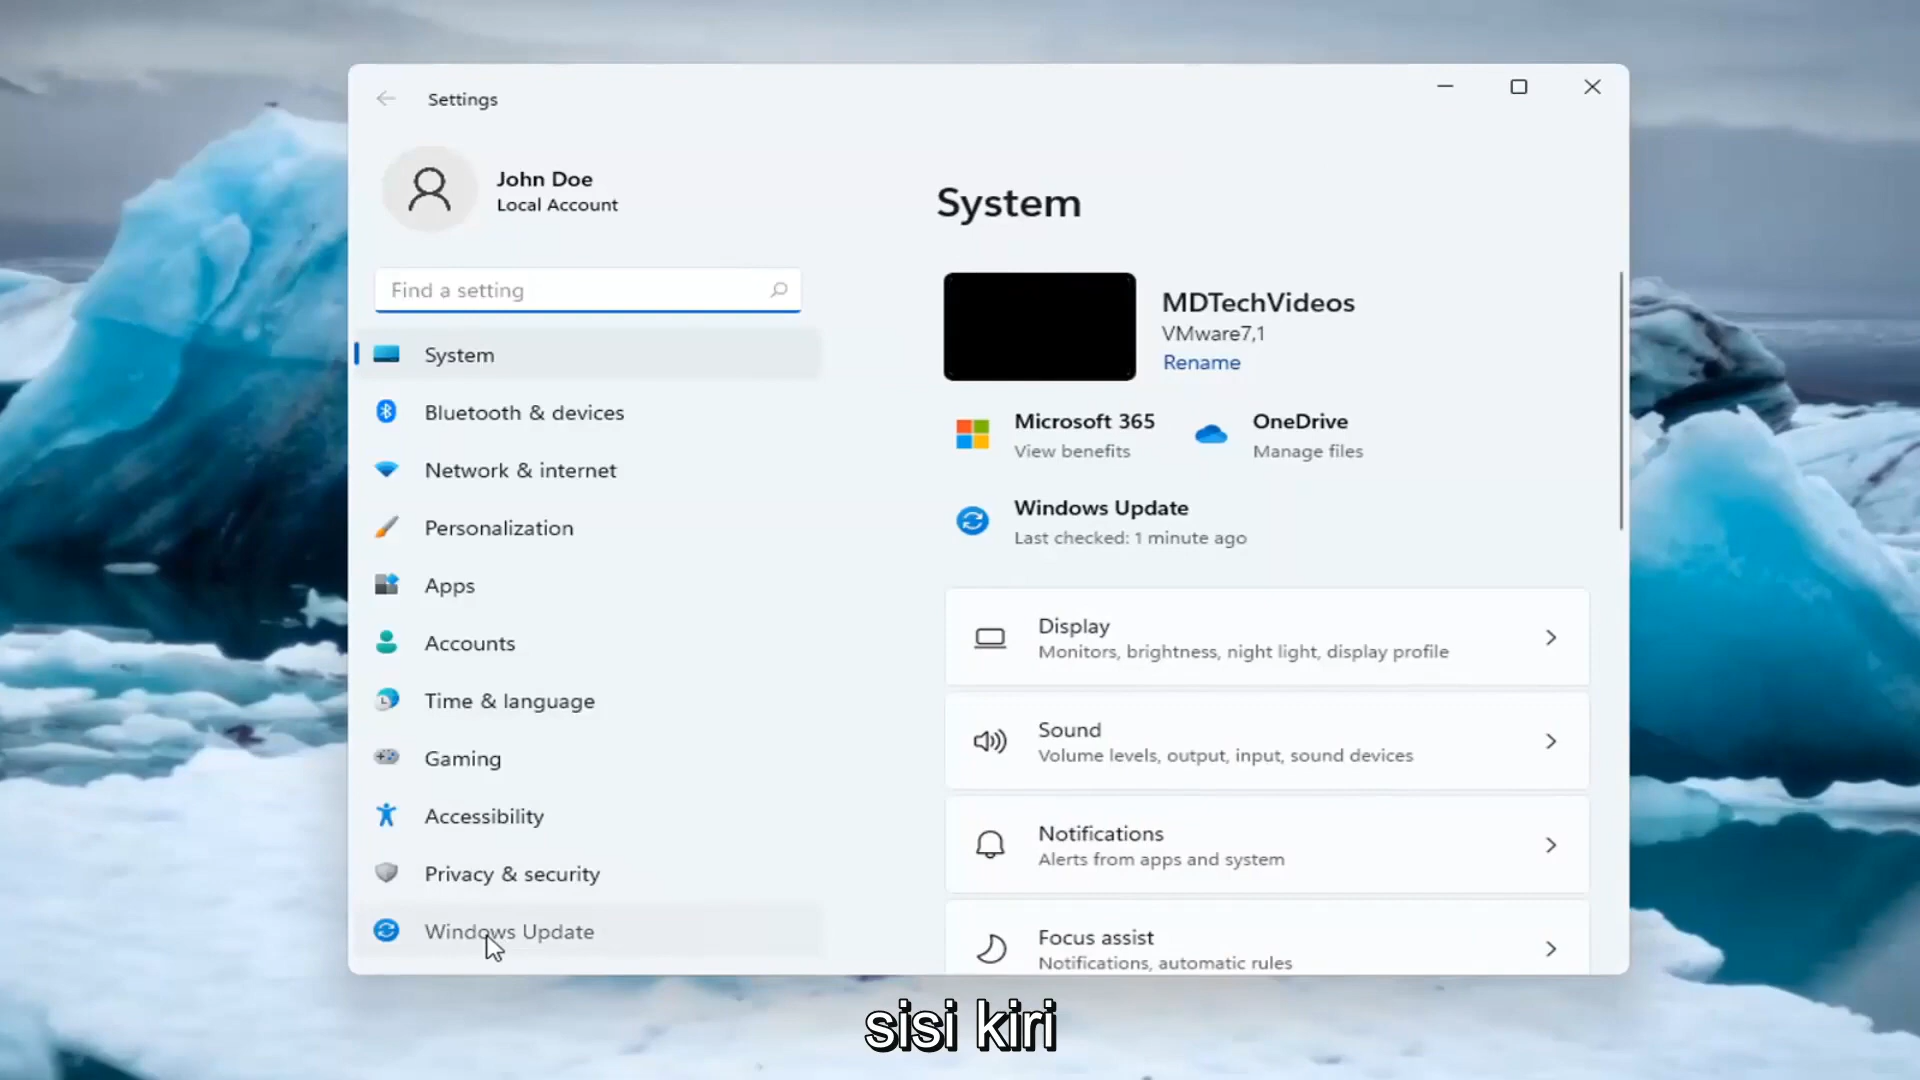 Settings
John Doe
Local Account
Find a setting
System
Bluetooth & devices
Network & internet
Personalization
Apps
Accounts
Time & language
Gaming
Accessibility
Privacy & security
Windows Update
System
MDTechVideos
VMware7,1
Rename
Microsoft 365
View benefits
OneDrive
Manage files
Windows Update
Last checked: 1 minute ago
Display
Monitors, brightness, night light, display profile
Sound
Volume levels, output, input, sound devices
Notifications
Alerts from apps and system
Focus assist
Notifications, automatic rules
sisi kiri